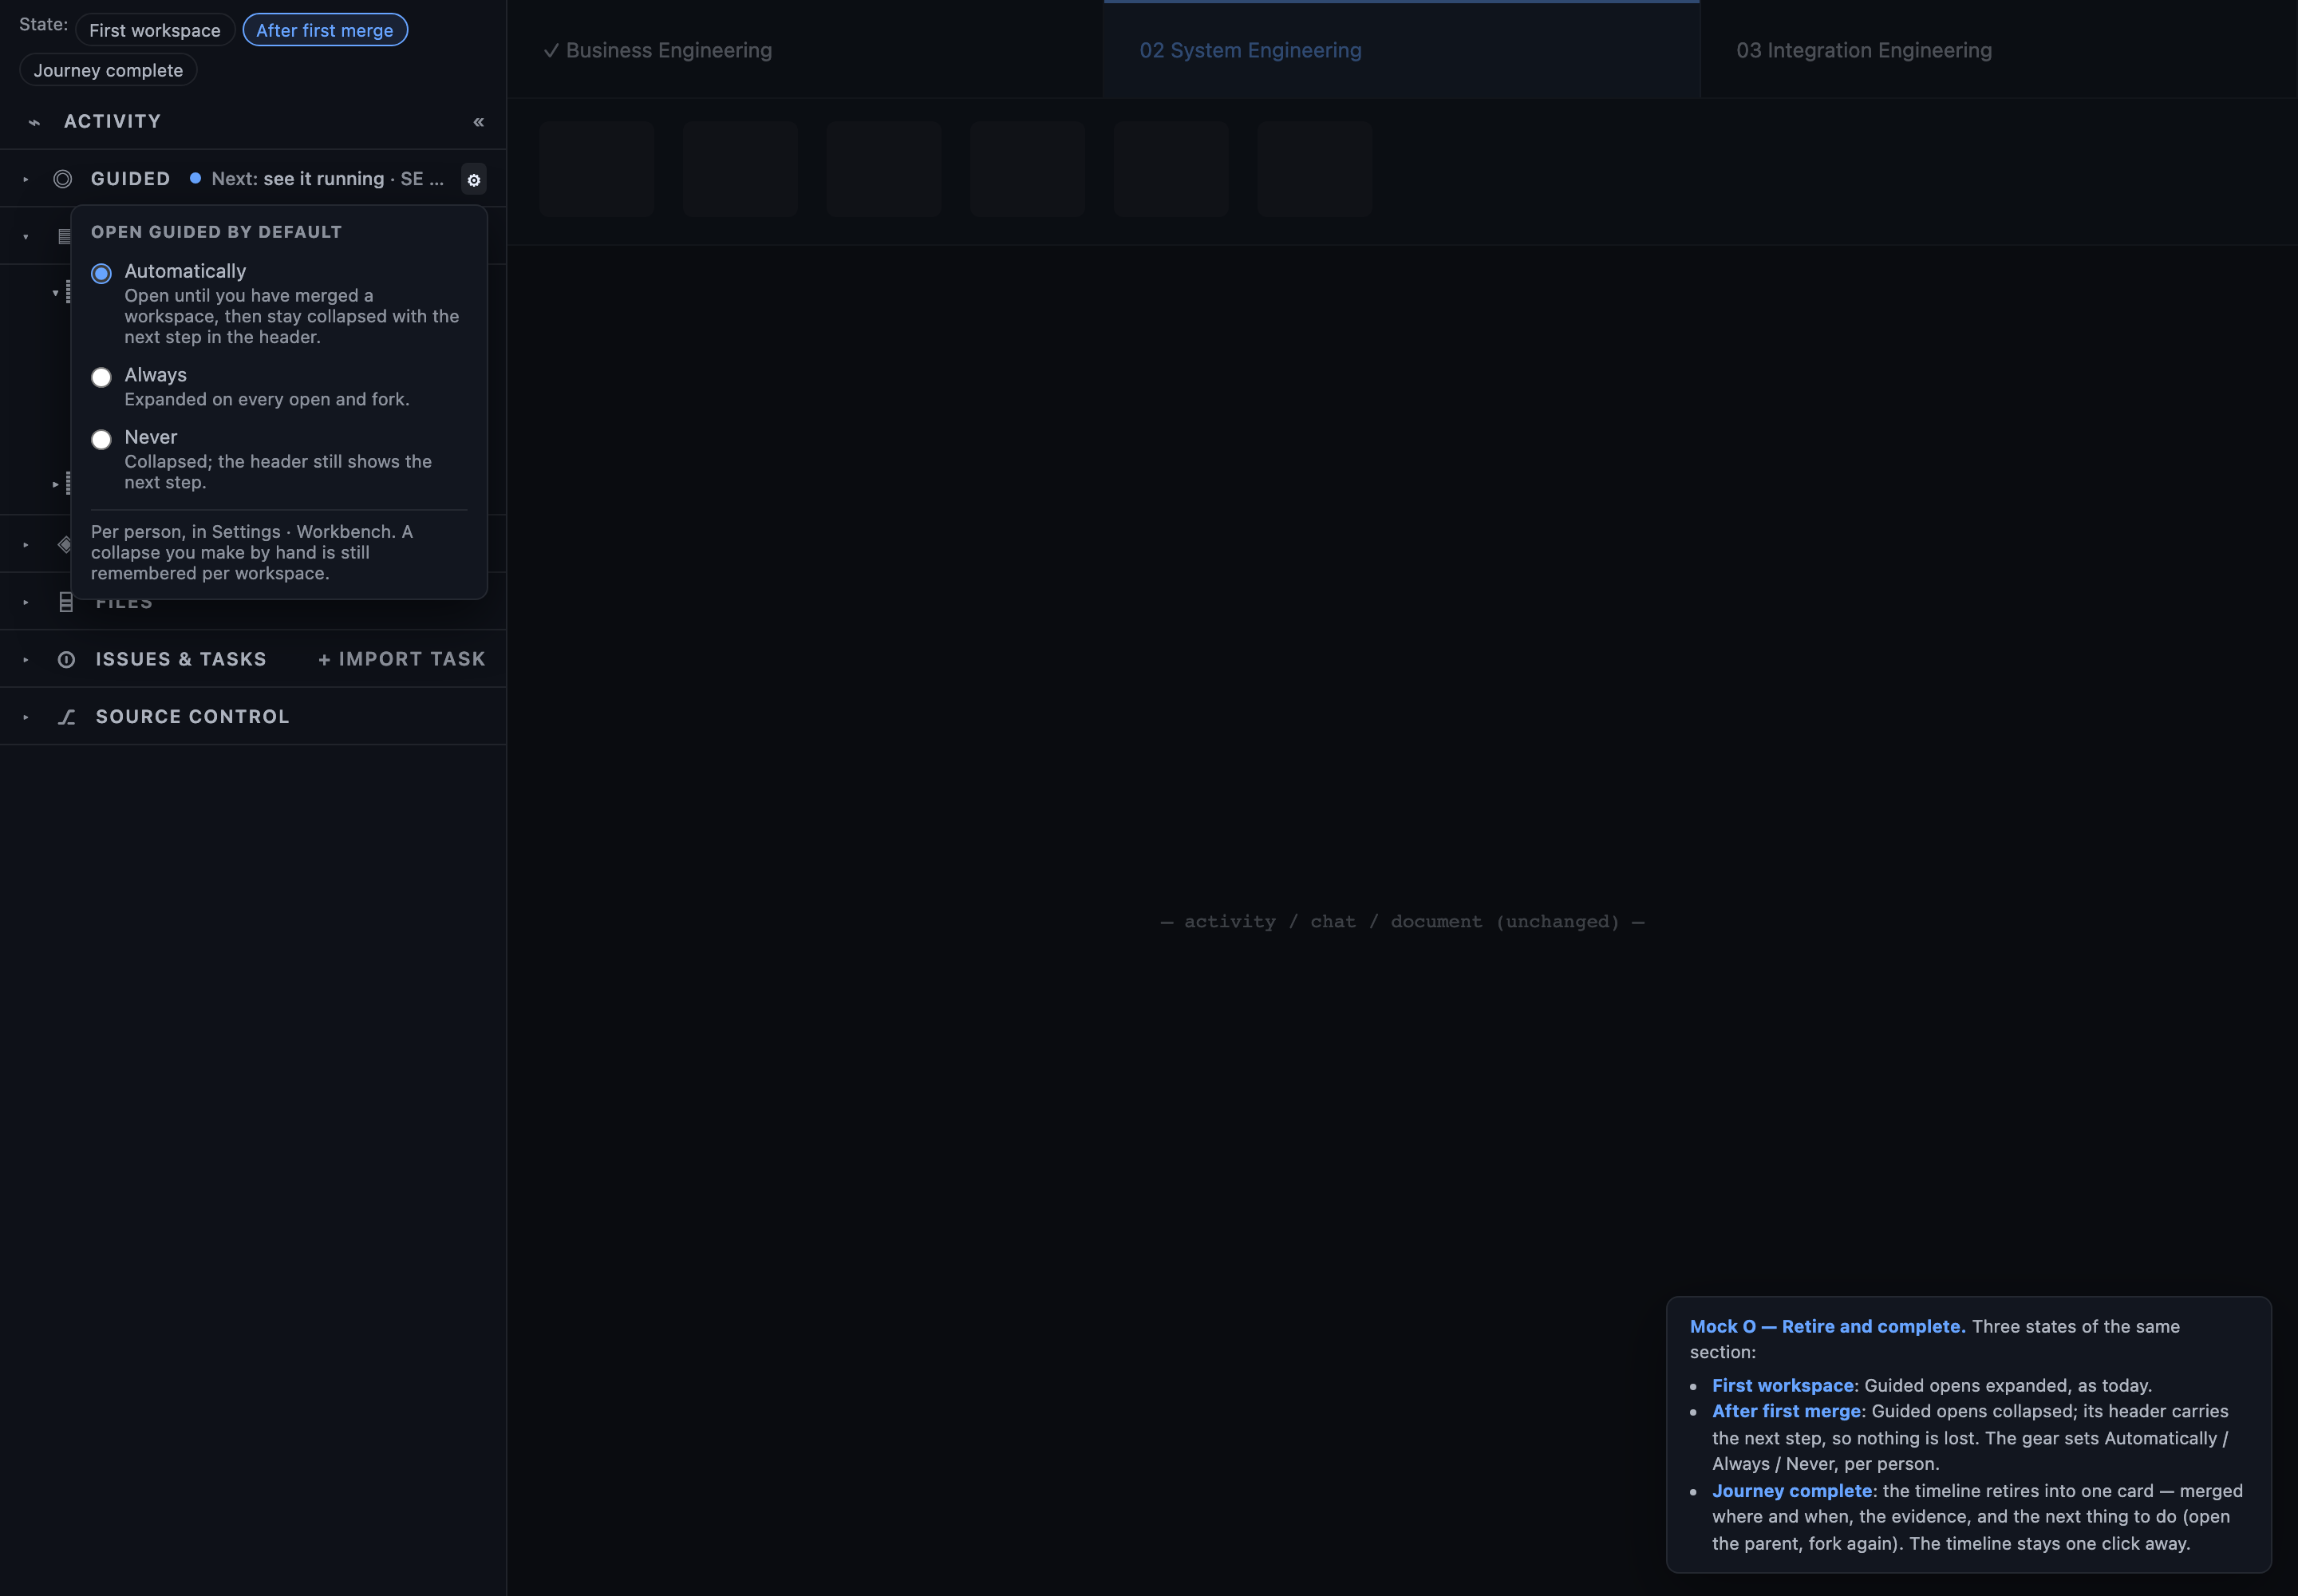 State: First workspace After first merge
Journey complete
ACTIVITY «
GUIDED Next: see it running · SE ...
OPEN GUIDED BY DEFAULT
Automatically
Open until you have merged a
workspace, then stay collapsed with the
next step in the header.
Always
Expanded on every open and fork.
Never
Collapsed; the header still shows the
next step.
Per person, in Settings · Workbench. A
collapse you make by hand is still
remembered per workspace.
FILES
ISSUES & TASKS + IMPORT TASK
SOURCE CONTROL
✓ Business Engineering
02 System Engineering
03 Integration Engineering
— activity / chat / document (unchanged) —
Mock O — Retire and complete. Three states of the same
section:
• First workspace: Guided opens expanded, as today.
• After first merge: Guided opens collapsed; its header carries
the next step, so nothing is lost. The gear sets Automatically /
Always / Never, per person.
• Journey complete: the timeline retires into one card — merged
where and when, the evidence, and the next thing to do (open
the parent, fork again). The timeline stays one click away.